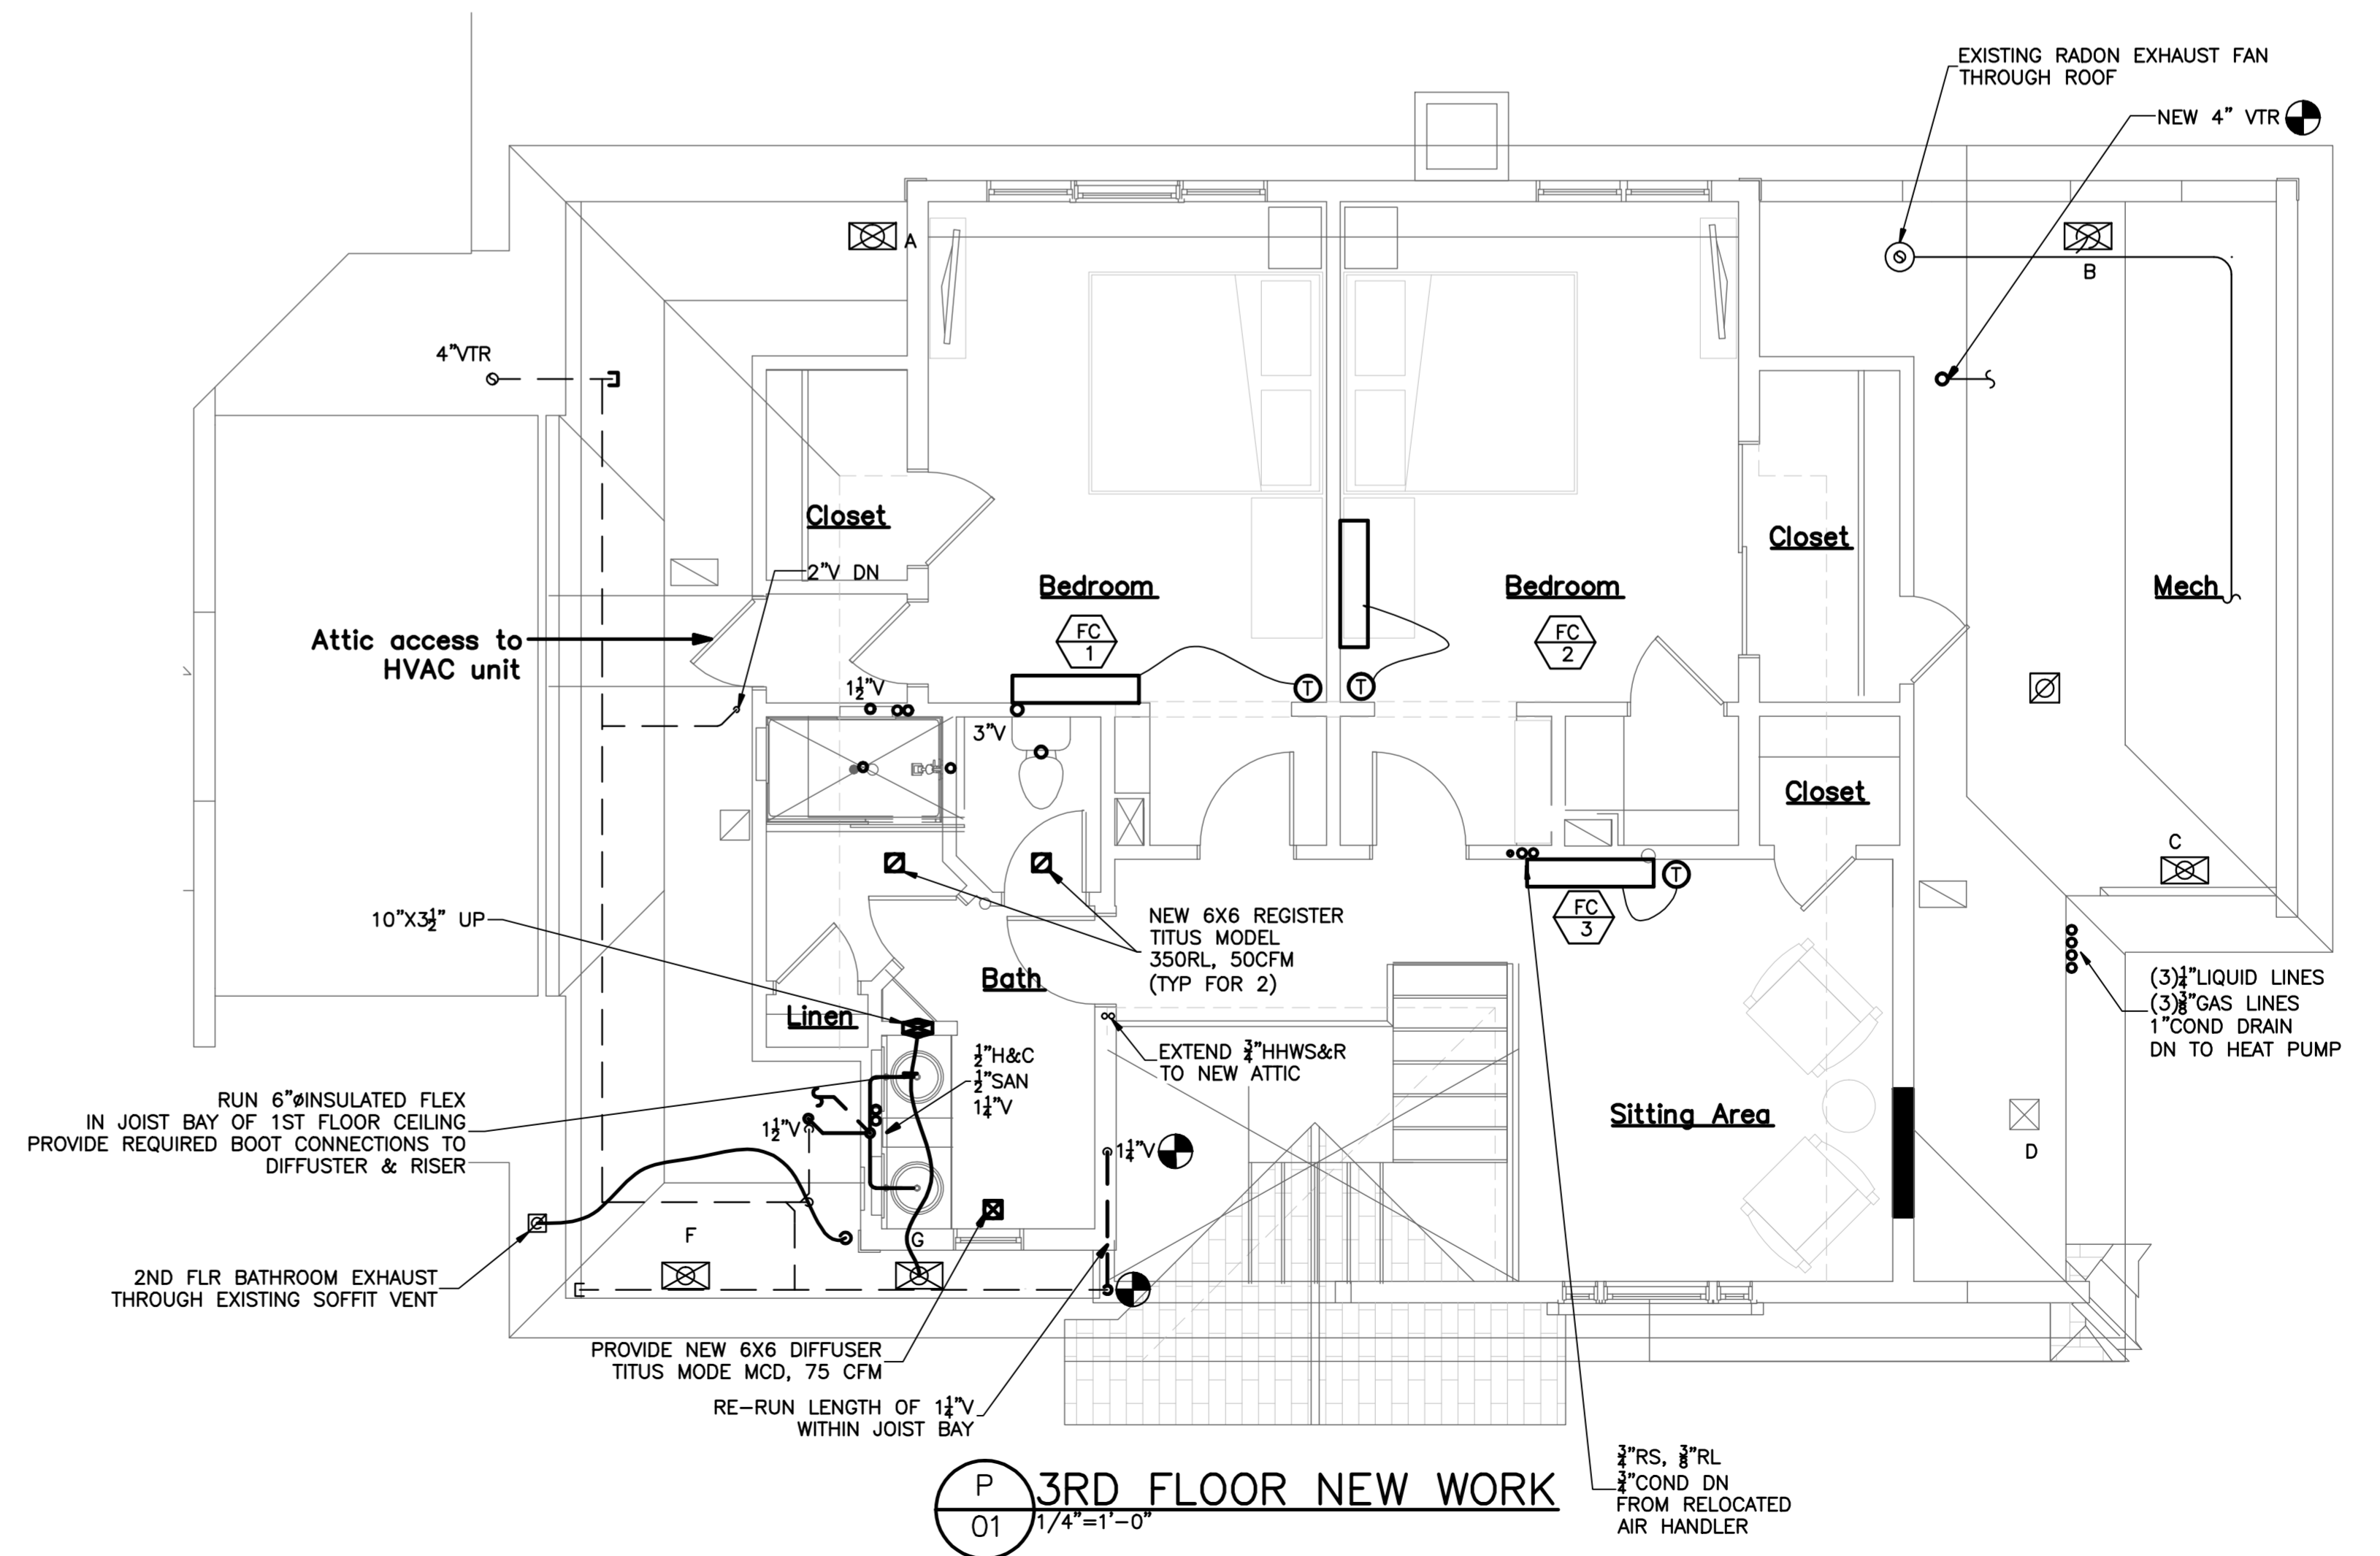 EXISTING RADON EXHAUST FAN
THROUGH ROOF
NEW 4" VTR
A
B
4"VTR
Closet
Closet
2"V DN
Bedroom
FC
1
Bedroom
FC
2
Mech
Attic access to
HVAC unit
T
T
1½"V
3"V
Closet
C
T
FC
3
10"X3½" UP
NEW 6X6 REGISTER
TITUS MODEL
350RL, 50CFM
(TYP FOR 2)
Bath
Linen
(3)¼"LIQUID LINES
(3)⅜"GAS LINES
1"COND DRAIN
DN TO HEAT PUMP
EXTEND ¾"HHWS&R
TO NEW ATTIC
½"H&C
½"SAN
1¼"V
RUN 6"øINSULATED FLEX
IN JOIST BAY OF 1ST FLOOR CEILING
PROVIDE REQUIRED BOOT CONNECTIONS TO
DIFFUSTER & RISER
1½"V
1¼"V
Sitting Area
D
F
G
2ND FLR BATHROOM EXHAUST
THROUGH EXISTING SOFFIT VENT
PROVIDE NEW 6X6 DIFFUSER
TITUS MODE MCD, 75 CFM
RE-RUN LENGTH OF 1¼"V
WITHIN JOIST BAY
¾"RS, ⅜"RL
¾"COND DN
FROM RELOCATED
AIR HANDLER
P
01
3RD FLOOR NEW WORK
1/4"=1'-0"